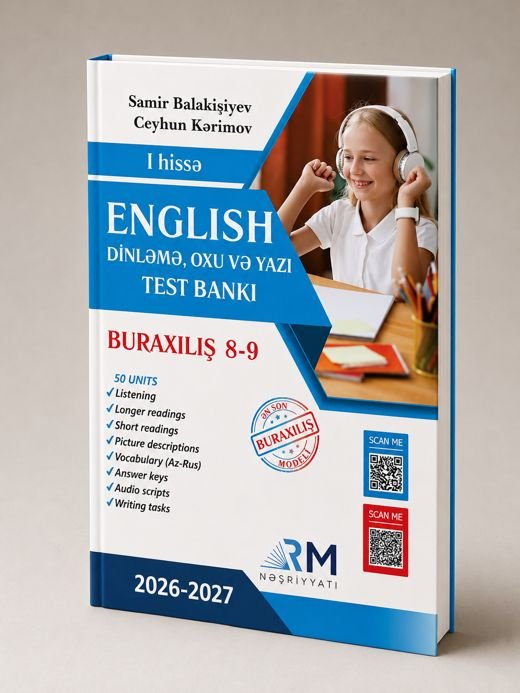 Samir Balakişiyev
Ceyhun Kərimov
I hissə
ENGLISH
DİNLƏMƏ, OXU VƏ YAZI
TEST BANKI
BURAXILIŞ 8-9
50 UNITS
✓ Listening
✓ Longer readings
✓ Short readings
✓ Picture descriptions
✓ Vocabulary (Az-Rus)
✓ Answer keys
✓ Audio scripts
✓ Writing tasks
ƏN SON
BURAXILIŞ
MODELİ
SCAN ME
SCAN ME
RM
NƏŞRİYYATI
2026-2027